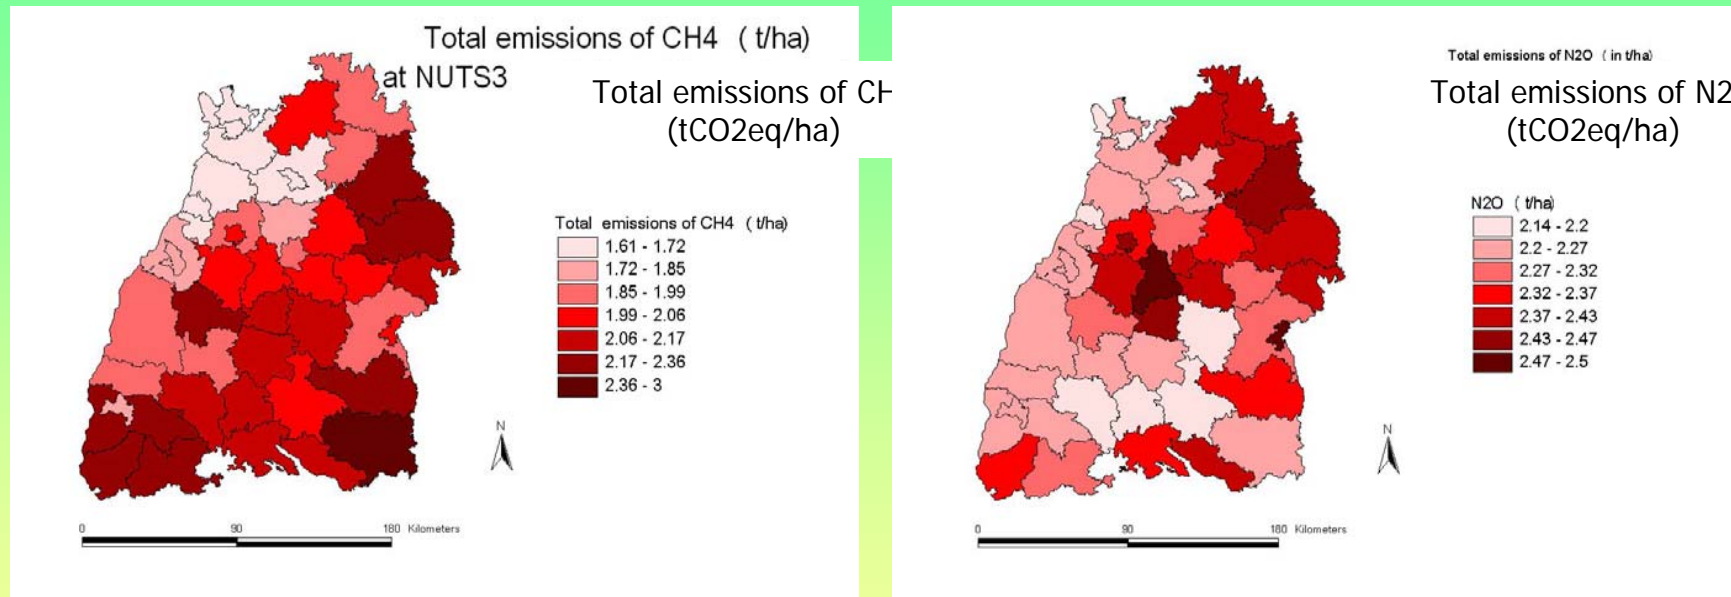 Total emissions of CH4 ( t/ha)
at NUTS3
Total emissions of CH
(tCO2eq/ha)
Total emissions of CH4 ( t/ha)
1.61 - 1.72
1.72 - 1.85
1.85 - 1.99
1.99 - 2.06
2.06 - 2.17
2.17 - 2.36
2.36 - 3
N
0 90 180 Kilometers
Total emissions of N2O ( in t/ha)
Total emissions of N2
(tCO2eq/ha)
N2O ( t/ha)
2.14 - 2.2
2.2 - 2.27
2.27 - 2.32
2.32 - 2.37
2.37 - 2.43
2.43 - 2.47
2.47 - 2.5
N
0 90 180 Kilometers